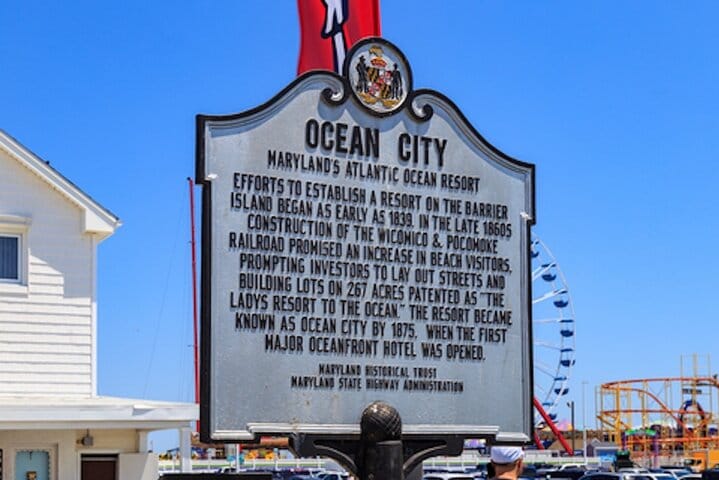 OCEAN CITY
MARYLAND'S ATLANTIC OCEAN RESORT
EFFORTS TO ESTABLISH A RESORT ON THE BARRIER
ISLAND BEGAN AS EARLY AS 1839. IN THE LATE 1860S
CONSTRUCTION OF THE WICOMICO & POCOMOKE
RAILROAD PROMISED AN INCREASE IN BEACH VISITORS,
PROMPTING INVESTORS TO LAY OUT STREETS AND
BUILDING LOTS ON 267 ACRES PATENTED AS "THE
LADYS RESORT TO THE OCEAN." THE RESORT BECAME
KNOWN AS OCEAN CITY BY 1875, WHEN THE FIRST
MAJOR OCEANFRONT HOTEL WAS OPENED.
MARYLAND HISTORICAL TRUST
MARYLAND STATE HIGHWAY ADMINISTRATION